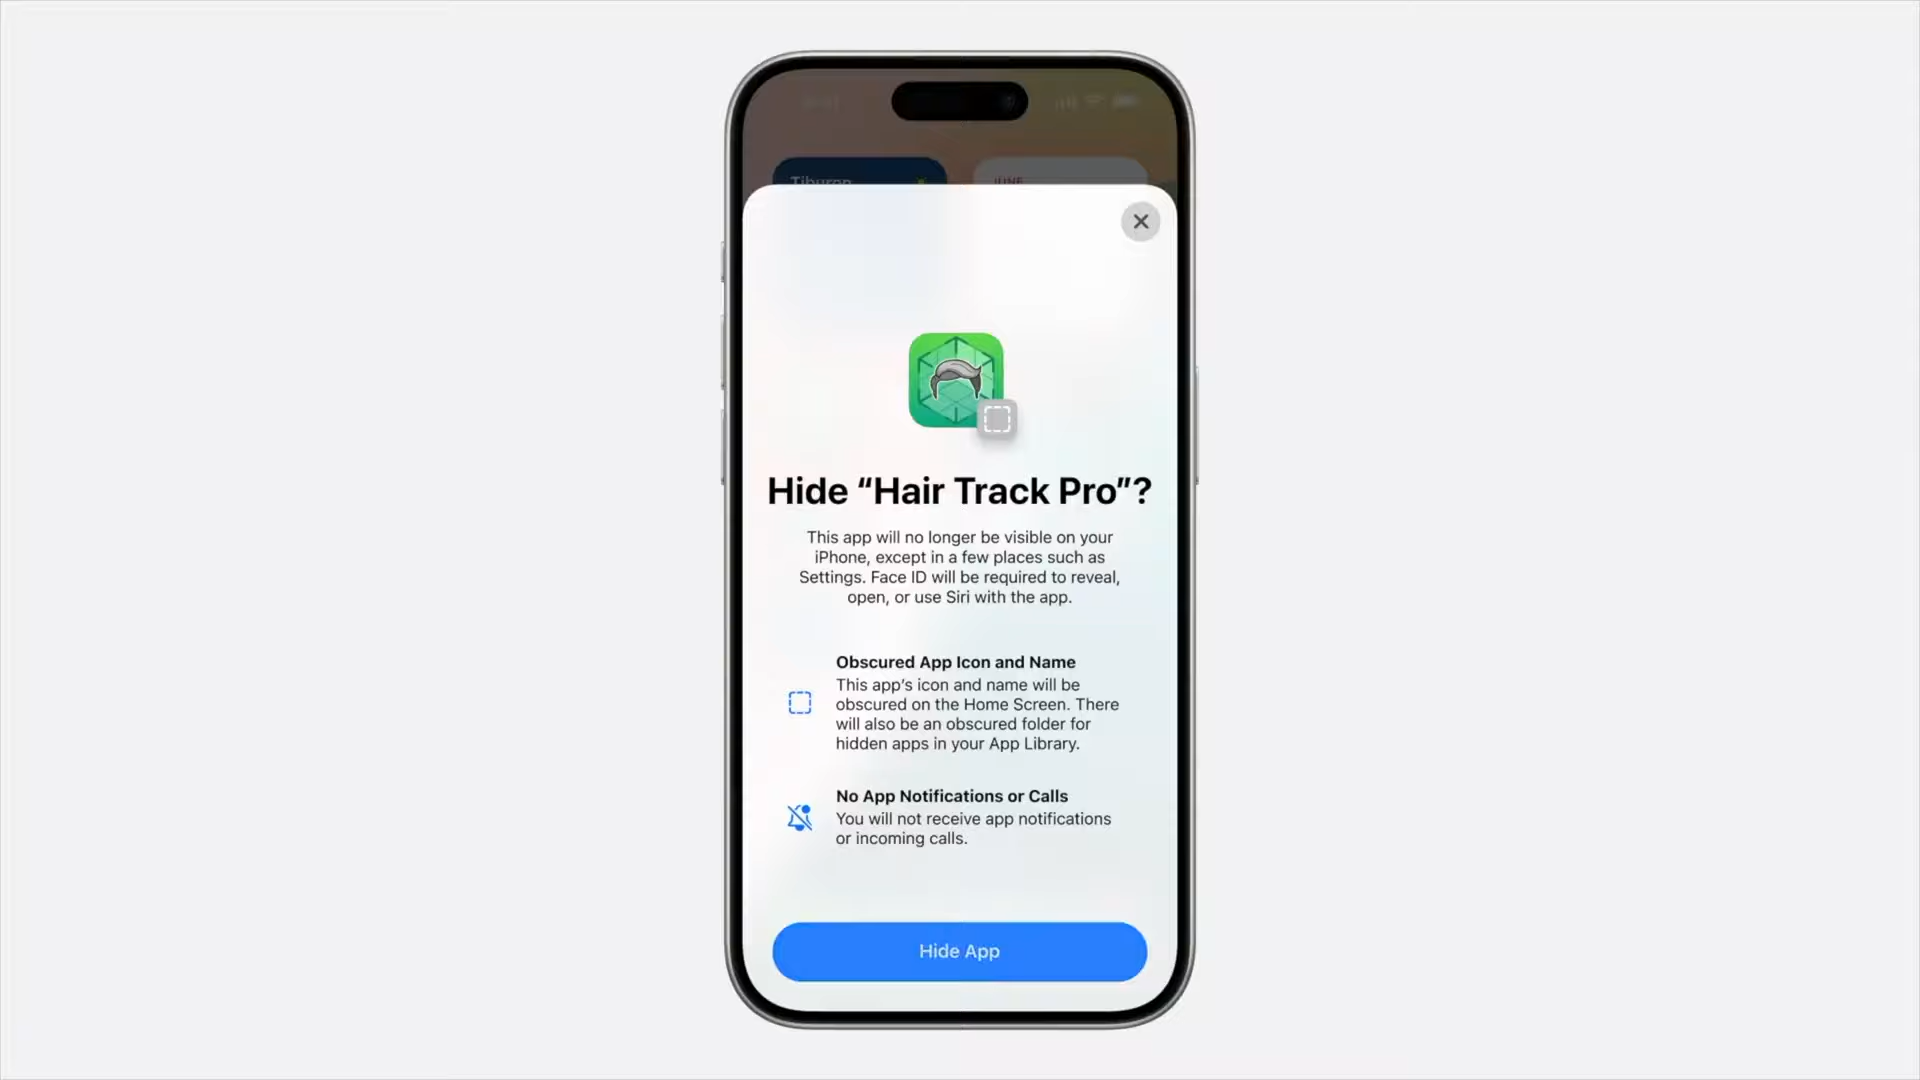 Tiburon
JUNE
Hide “Hair Track Pro”?
This app will no longer be visible on your
iPhone, except in a few places such as
Settings. Face ID will be required to reveal,
open, or use Siri with the app.
Obscured App Icon and Name
This app’s icon and name will be
obscured on the Home Screen. There
will also be an obscured folder for
hidden apps in your App Library.
No App Notifications or Calls
You will not receive app notifications
or incoming calls.
Hide App